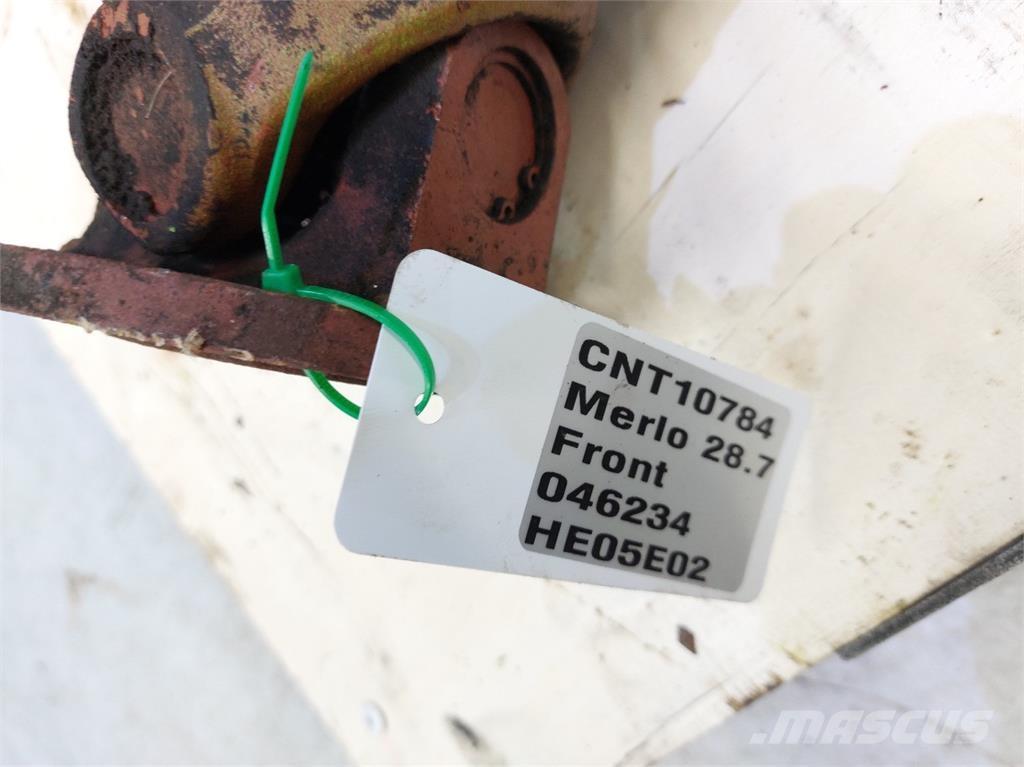 CNT10784
Merlo 28.7
Front
046234
HE05E02
MASCUS